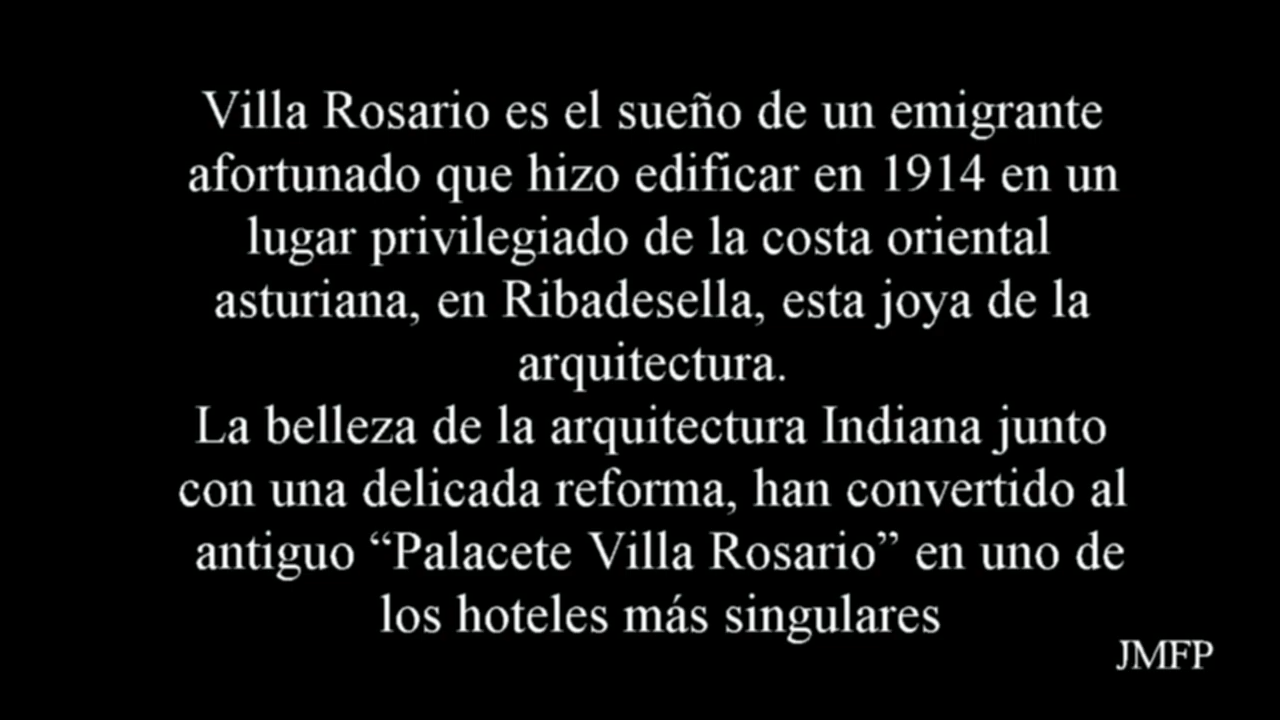 Villa Rosario es el sueño de un emigrante
afortunado que hizo edificar en 1914 en un
lugar privilegiado de la costa oriental
asturiana, en Ribadesella, esta joya de la
arquitectura.
La belleza de la arquitectura Indiana junto
con una delicada reforma, han convertido al
antiguo “Palacete Villa Rosario” en uno de
los hoteles más singulares
JMFP